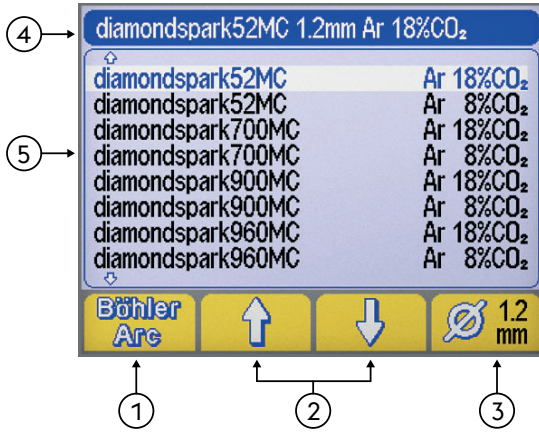 ④ diamondspark52MC 1.2mm Ar 18%CO₂
diamondspark52MC Ar 18%CO₂
diamondspark52MC Ar 8%CO₂
diamondspark700MC Ar 18%CO₂
⑤ diamondspark700MC Ar 8%CO₂
diamondspark900MC Ar 18%CO₂
diamondspark900MC Ar 8%CO₂
diamondspark960MC Ar 18%CO₂
diamondspark960MC Ar 8%CO₂
Böhler
Arc
1.2
mm
① ② ③